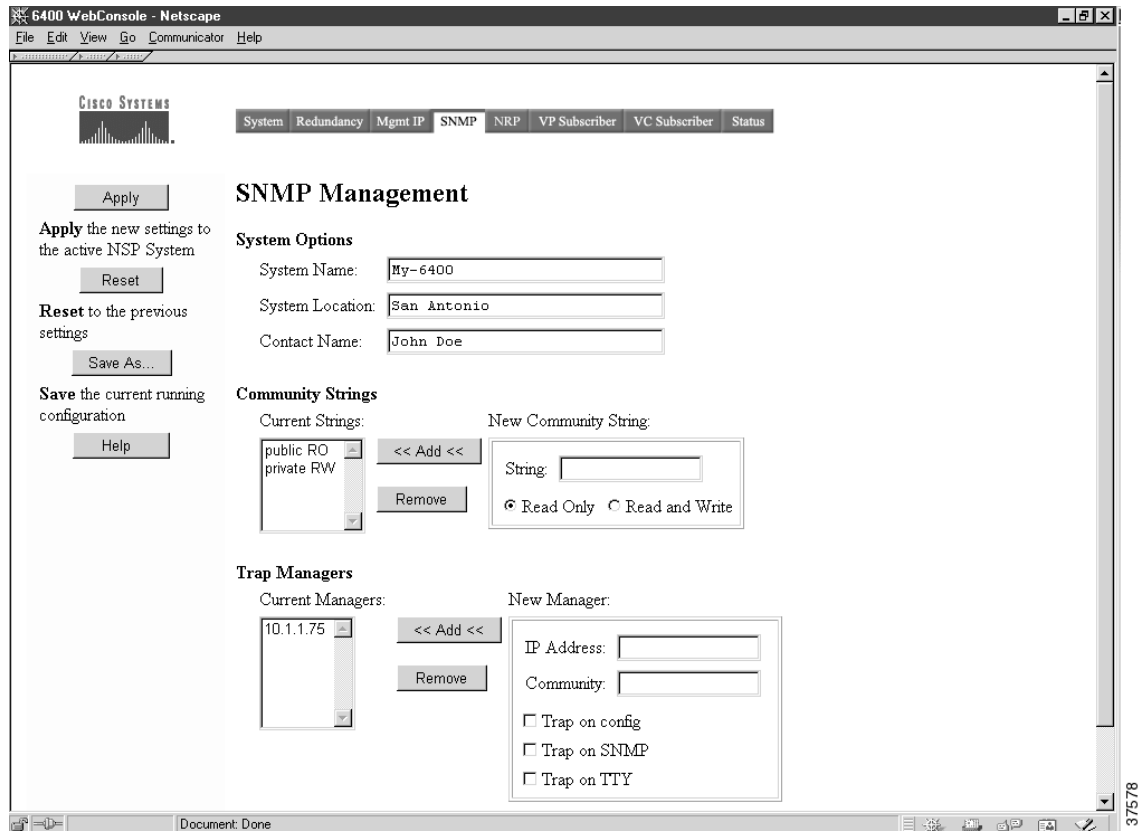 6400 WebConsole - Netscape
File Edit View Go Communicator Help
CISCO SYSTEMS
System Redundancy Mgmt IP SNMP NRP VP Subscriber VC Subscriber Status
Apply
Apply the new settings to
the active NSP System
Reset
Reset to the previous
settings
Save As...
Save the current running
configuration
Help
SNMP Management
System Options
System Name: My-6400
System Location: San Antonio
Contact Name: John Doe
Community Strings
Current Strings: New Community String:
public RO
private RW
<< Add <<
Remove
String:
Read Only Read and Write
Trap Managers
Current Managers: New Manager:
10.1.1.75
<< Add <<
Remove
IP Address:
Community:
Trap on config
Trap on SNMP
Trap on TTY
Document: Done
37578